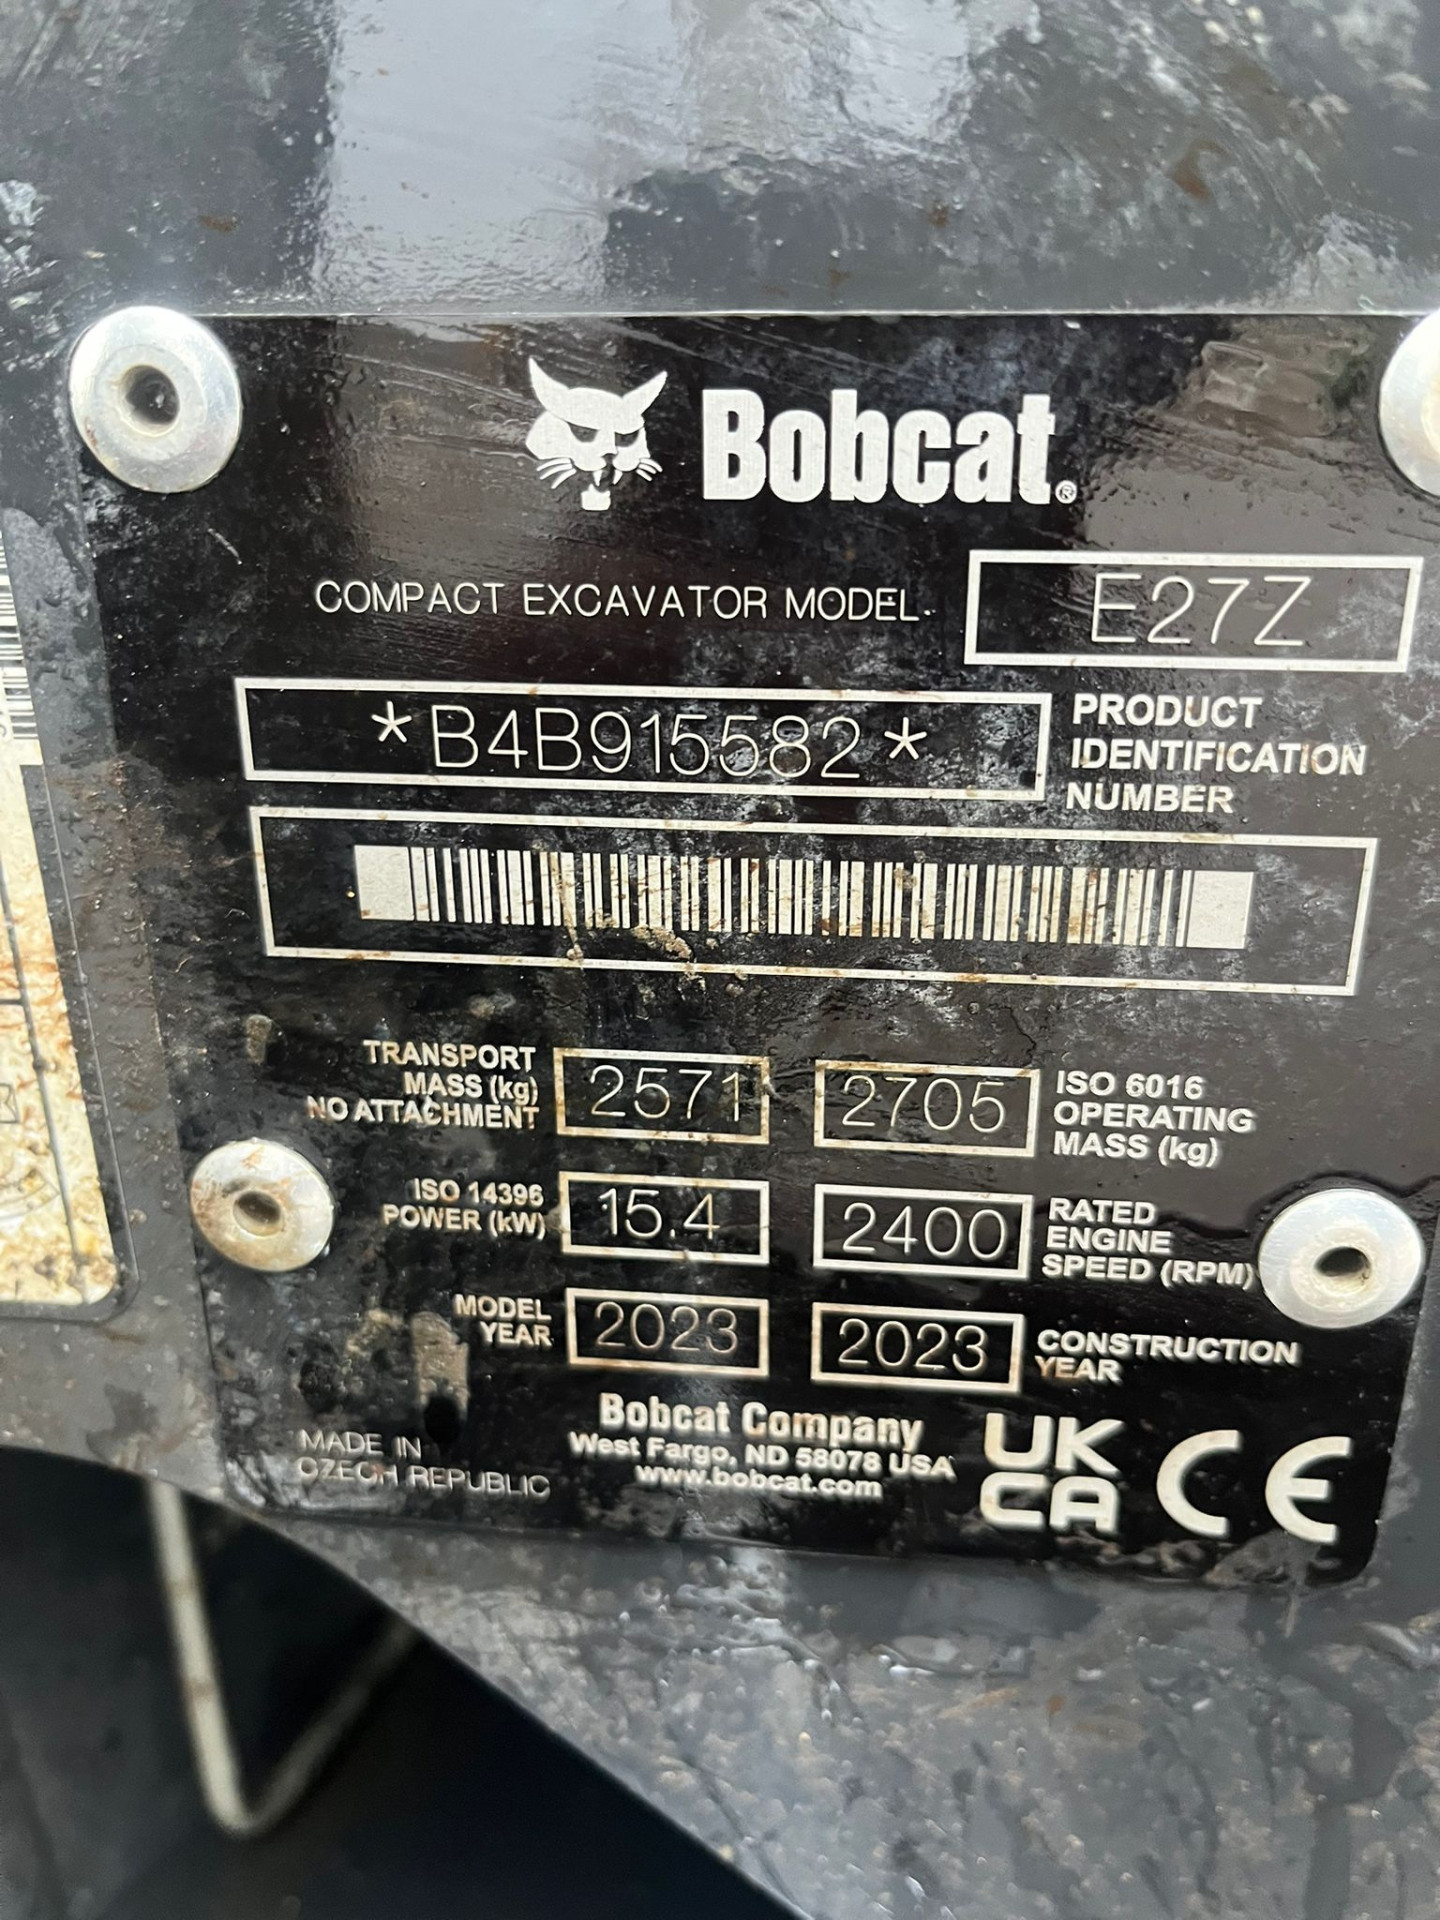 Bobcat®
COMPACT EXCAVATOR MODEL
E27Z
*B4B915582*
PRODUCT
IDENTIFICATION
NUMBER
TRANSPORT
MASS (kg)
NO ATTACHMENT
2571
2705
ISO 6016
OPERATING
MASS (kg)
ISO 14396
POWER (kW)
15.4
2400
RATED
ENGINE
SPEED (RPM)
MODEL
YEAR
2023
2023
CONSTRUCTION
YEAR
MADE IN
CZECH REPUBLIC
Bobcat Company
West Fargo, ND 58078 USA
www.bobcat.com
UK
CA
CE